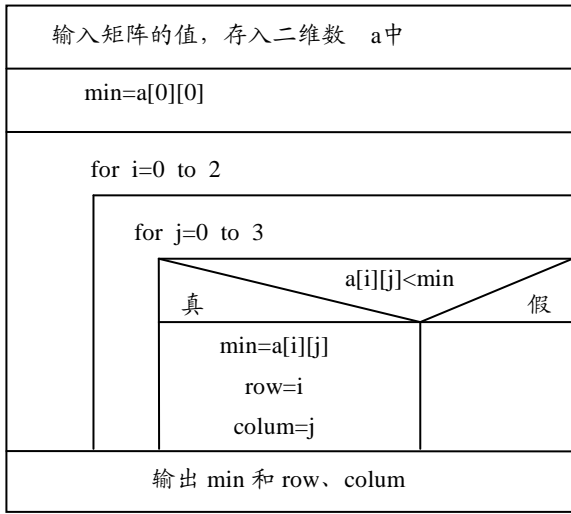 输入矩阵的值，存入二维数 a中
min=a[0][0]
for i=0 to 2
for j=0 to 3
a[i][j]<min
真 假
min=a[i][j]
row=i
colum=j
输出 min 和 row、colum